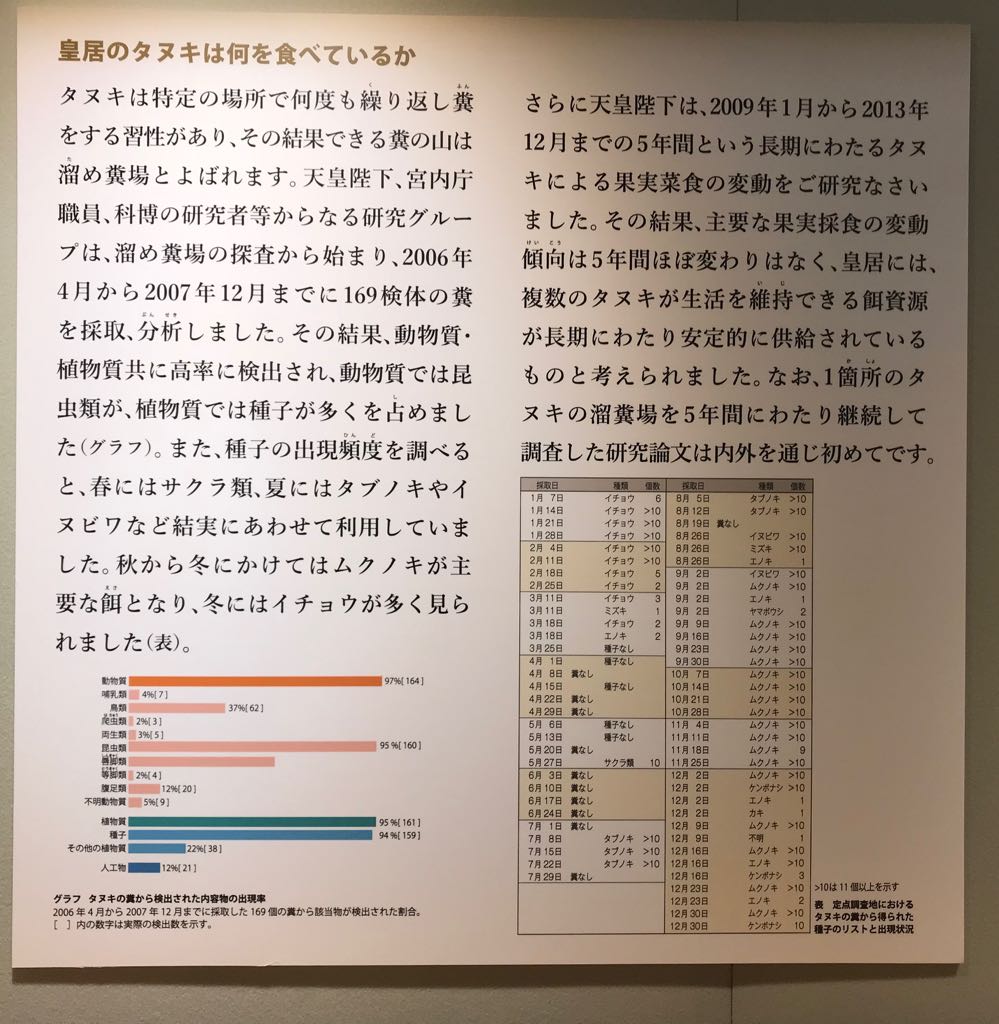 皇居のタヌキは何を食べているか
タヌキは特定の場所で何度も繰り返し糞
をする習性があり、その結果できる糞の山は
溜め糞場とよばれます。天皇陛下、宮内庁
職員、科博の研究者等からなる研究グルー
プは、溜め糞場の探査から始まり、2006年
4月から2007年12月までに169検体の糞
を採取、分析しました。その結果、動物質・
植物質共に高率に検出され、動物質では昆
虫類が、植物質では種子が多くを占めまし
た(グラフ)。また、種子の出現頻度を調べる
と、春にはサクラ類、夏にはタブノキやイ
ヌビワなど結実にあわせて利用していま
した。秋から冬にかけてはムクノキが主
要な餌となり、冬にはイチョウが多く見ら
れました(表)。
動物質 97%[164]
哺乳類 4%[7]
鳥類 37%[62]
爬虫類 2%[3]
両生類 3%[5]
昆虫類 95%[160]
唇脚類
等脚類 2%[4]
腹足類 12%[20]
不明動物質 5%[9]
植物質 95%[161]
種子 94%[159]
その他の植物質 22%[38]
人工物 12%[21]
グラフ タヌキの糞から検出された内容物の出現率
2006年4月から2007年12月までに採取した169個の糞から該当物が検出された割合。
[ ]内の数字は実際の検出数を示す。
さらに天皇陛下は、2009年1月から2013年
12月までの5年間という長期にわたるタヌ
キによる果実菜食の変動をご研究なさい
ました。その結果、主要な果実採食の変動
傾向は5年間ほぼ変わりはなく、皇居には、
複数のタヌキが生活を維持できる餌資源
が長期にわたり安定的に供給されている
ものと考えられました。なお、1箇所のタ
ヌキの溜糞場を5年間にわたり継続して
調査した研究論文は内外を通じ初めてです。
採取日 種類 個数
1月 7日 イチョウ 6
1月14日 イチョウ >10
1月21日 イチョウ >10
1月28日 イチョウ >10
2月 4日 イチョウ >10
2月11日 イチョウ >10
2月18日 イチョウ 5
2月25日 イチョウ 2
3月11日 イチョウ 3
3月11日 ミズキ 1
3月18日 イチョウ 2
3月18日 エノキ 2
3月25日 種子なし
4月 1日 種子なし
4月 8日 糞なし
4月15日 種子なし
4月22日 糞なし
4月29日 糞なし
5月 6日 種子なし
5月13日 種子なし
5月20日 糞なし
5月27日 サクラ類 10
6月 3日 糞なし
6月10日 糞なし
6月17日 糞なし
6月24日 糞なし
7月 1日 糞なし
7月 8日 タブノキ >10
7月15日 タブノキ >10
7月22日 タブノキ >10
7月29日 糞なし
採取日 種類 個数
8月 5日 タブノキ >10
8月12日 タブノキ >10
8月19日 糞なし
8月26日 イヌビワ >10
8月26日 ミズキ >10
8月26日 エノキ 1
9月 2日 イヌビワ >10
9月 2日 ムクノキ >10
9月 2日 エノキ 1
9月 2日 ヤマボウシ 2
9月 9日 ムクノキ >10
9月16日 ムクノキ >10
9月23日 ムクノキ >10
9月30日 ムクノキ >10
10月 7日 ムクノキ >10
10月14日 ムクノキ >10
10月21日 ムクノキ >10
10月28日 ムクノキ >10
11月 4日 ムクノキ >10
11月11日 ムクノキ >10
11月18日 ムクノキ 9
11月25日 ムクノキ >10
12月 2日 ムクノキ >10
12月 2日 ケンポナシ >10
12月 2日 エノキ 1
12月 2日 カキ 1
12月 9日 ムクノキ >10
12月 9日 不明 1
12月16日 ムクノキ >10
12月16日 エノキ >10
12月16日 ケンポナシ 3
12月23日 ムクノキ >10
12月23日 エノキ 2
12月30日 ムクノキ >10
12月30日 ケンポナシ 10
>10は11個以上を示す
表 定点調査地における
タヌキの糞から得られた
種子のリストと出現状況